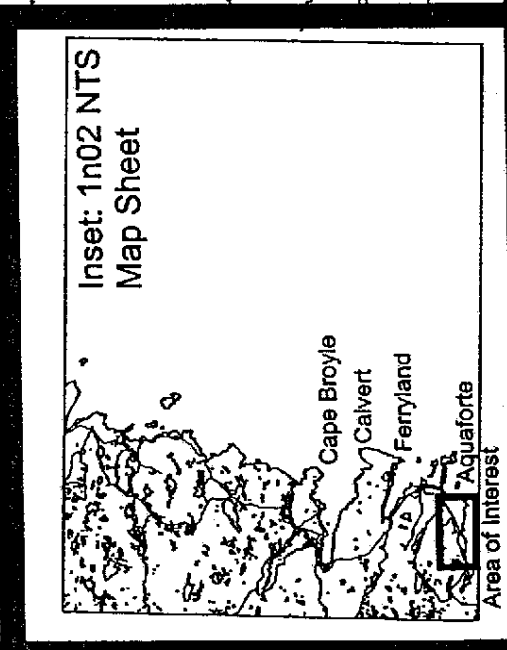 Inset: 1n02 NTS
Map Sheet
Cape Broyle
Calvert
Ferryland
Aquaforte
Area of Interest